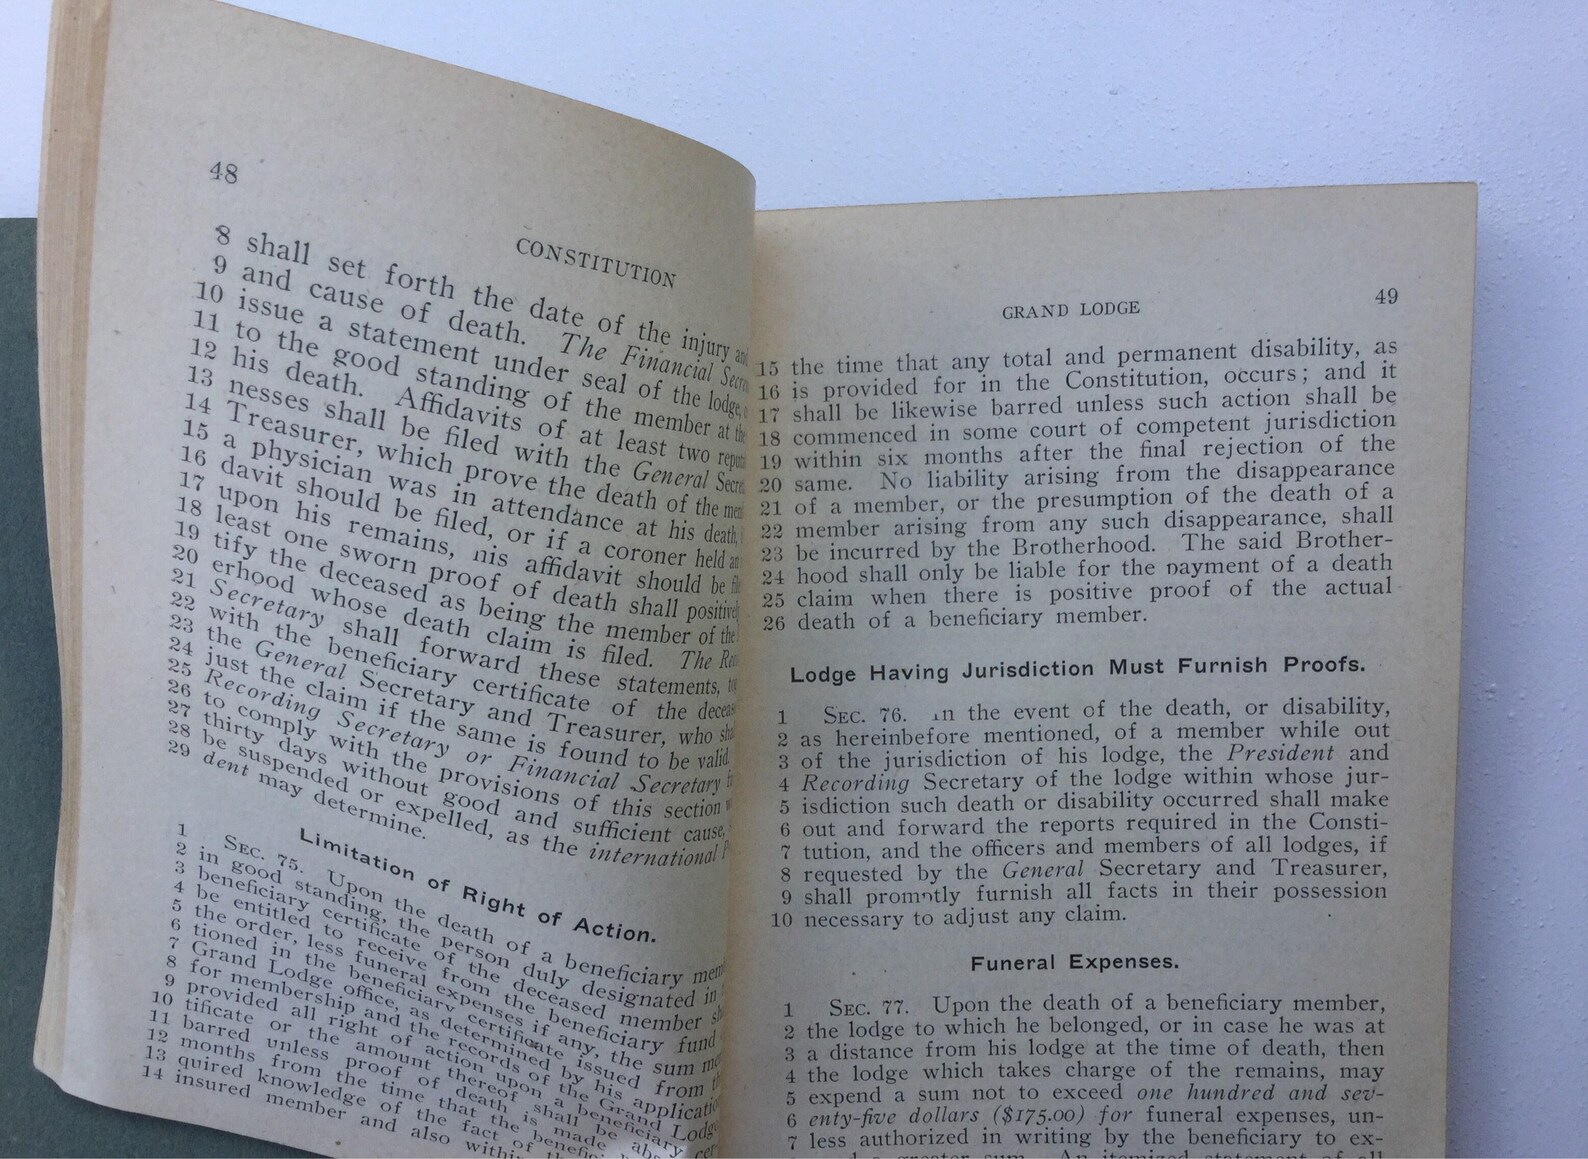 48
CONSTITUTION
8 shall set forth the date of the injury
9 and cause of death. The Financial
10 issue a statement under seal of the lodge,
11 to the good standing of the member at
12 his death. Affidavits of at least two
13 nesses shall be filed with the General
14 Treasurer, which prove the death of the
15 a physician was in attendance at his death,
16 davit should be filed, or if a coroner held
17 upon his remains, his affidavit should be
18 least one sworn proof of death shall
19 tify the deceased as being the member of
20 erhood whose death claim is filed. The
21 Secretary shall forward these statements,
22 with the beneficiary certificate of the
23 the General Secretary and Treasurer, who
24 just the claim if the same is found to be valid.
25 Recording Secretary or Financial Secretary
26 to comply with the provisions of this section
27 thirty days without good and sufficient cause,
28 be suspended or expelled, as the international
29 dent may determine.
Limitation of Right of Action.
1 SEC. 75. Upon the death of a beneficiary
2 in good standing, the person duly designated in
3 beneficiary certificate of the deceased member
4 be entitled to receive from the beneficiary fund
5 the order, less funeral expenses if any, the sum
6 tioned in the beneficiary certificate issued from
7 Grand Lodge office, as determined by his
8 for membership and the records of the Grand
9 provided all right of action upon a beneficiary
10 tificate or the amount thereof shall be
11 barred unless proof of death is made
12 months from the time that the
13 quired knowledge of the fact of
14 insured member and also
GRAND LODGE
49
15 the time that any total and permanent disability, as
16 is provided for in the Constitution, occurs; and it
17 shall be likewise barred unless such action shall be
18 commenced in some court of competent jurisdiction
19 within six months after the final rejection of the
20 same. No liability arising from the disappearance
21 of a member, or the presumption of the death of a
22 member arising from any such disappearance, shall
23 be incurred by the Brotherhood. The said Brother-
24 hood shall only be liable for the payment of a death
25 claim when there is positive proof of the actual
26 death of a beneficiary member.
Lodge Having Jurisdiction Must Furnish Proofs.
1 SEC. 76. In the event of the death, or disability,
2 as hereinbefore mentioned, of a member while out
3 of the jurisdiction of his lodge, the President and
4 Recording Secretary of the lodge within whose jur-
5 isdiction such death or disability occurred shall make
6 out and forward the reports required in the Consti-
7 tution, and the officers and members of all lodges, if
8 requested by the General Secretary and Treasurer,
9 shall promptly furnish all facts in their possession
10 necessary to adjust any claim.
Funeral Expenses.
1 SEC. 77. Upon the death of a beneficiary member,
2 the lodge to which he belonged, or in case he was at
3 a distance from his lodge at the time of death, then
4 the lodge which takes charge of the remains, may
5 expend a sum not to exceed one hundred and sev-
6 enty-five dollars ($175.00) for funeral expenses, un-
7 less authorized in writing by the beneficiary to ex-